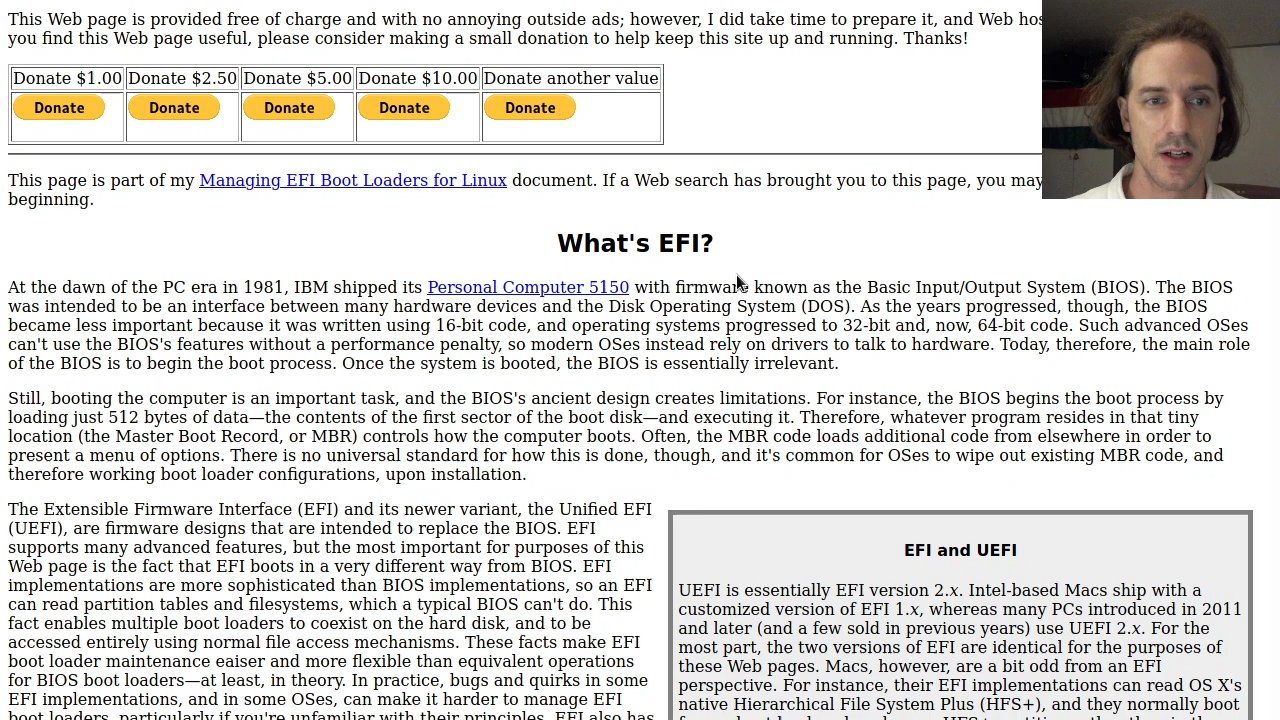 This Web page is provided free of charge and with no annoying outside ads; however, I did take time to prepare it, and Web
you find this Web page useful, please consider making a small donation to help keep this site up and running. Thanks!
Donate $1.00 Donate $2.50 Donate $5.00 Donate $10.00 Donate another value
Donate Donate Donate Donate Donate
This page is part of my Managing EFI Boot Loaders for Linux document. If a Web search has brought you to this page, you may
beginning.
What's EFI?
At the dawn of the PC era in 1981, IBM shipped its Personal Computer 5150 with firmware known as the Basic Input/Output System (BIOS). The BIOS
was intended to be an interface between many hardware devices and the Disk Operating System (DOS). As the years progressed, though, the BIOS
became less important because it was written using 16-bit code, and operating systems progressed to 32-bit and, now, 64-bit code. Such advanced OSes
can't use the BIOS's features without a performance penalty, so modern OSes instead rely on drivers to talk to hardware. Today, therefore, the main role
of the BIOS is to begin the boot process. Once the system is booted, the BIOS is essentially irrelevant.
Still, booting the computer is an important task, and the BIOS's ancient design creates limitations. For instance, the BIOS begins the boot process by
loading just 512 bytes of data—the contents of the first sector of the boot disk—and executing it. Therefore, whatever program resides in that tiny
location (the Master Boot Record, or MBR) controls how the computer boots. Often, the MBR code loads additional code from elsewhere in order to
present a menu of options. There is no universal standard for how this is done, though, and it's common for OSes to wipe out existing MBR code, and
therefore working boot loader configurations, upon installation.
The Extensible Firmware Interface (EFI) and its newer variant, the Unified EFI
(UEFI), are firmware designs that are intended to replace the BIOS. EFI
supports many advanced features, but the most important for purposes of this
Web page is the fact that EFI boots in a very different way from BIOS. EFI
implementations are more sophisticated than BIOS implementations, so an EFI
can read partition tables and filesystems, which a typical BIOS can't do. This
fact enables multiple boot loaders to coexist on the hard disk, and to be
accessed entirely using normal file access mechanisms. These facts make EFI
boot loader maintenance eaiser and more flexible than equivalent operations
for BIOS boot loaders—at least, in theory. In practice, bugs and quirks in some
EFI implementations, and in some OSes, can make it harder to manage EFI
boot loaders, particularly if you're unfamiliar with their principles. EFI also has
EFI and UEFI
UEFI is essentially EFI version 2.x. Intel-based Macs ship with a
customized version of EFI 1.x, whereas many PCs introduced in 2011
and later (and a few sold in previous years) use UEFI 2.x. For the
most part, the two versions of EFI are identical for the purposes of
these Web pages. Macs, however, are a bit odd from an EFI
perspective. For instance, their EFI implementations can read OS X's
native Hierarchical File System Plus (HFS+), and they normally boot